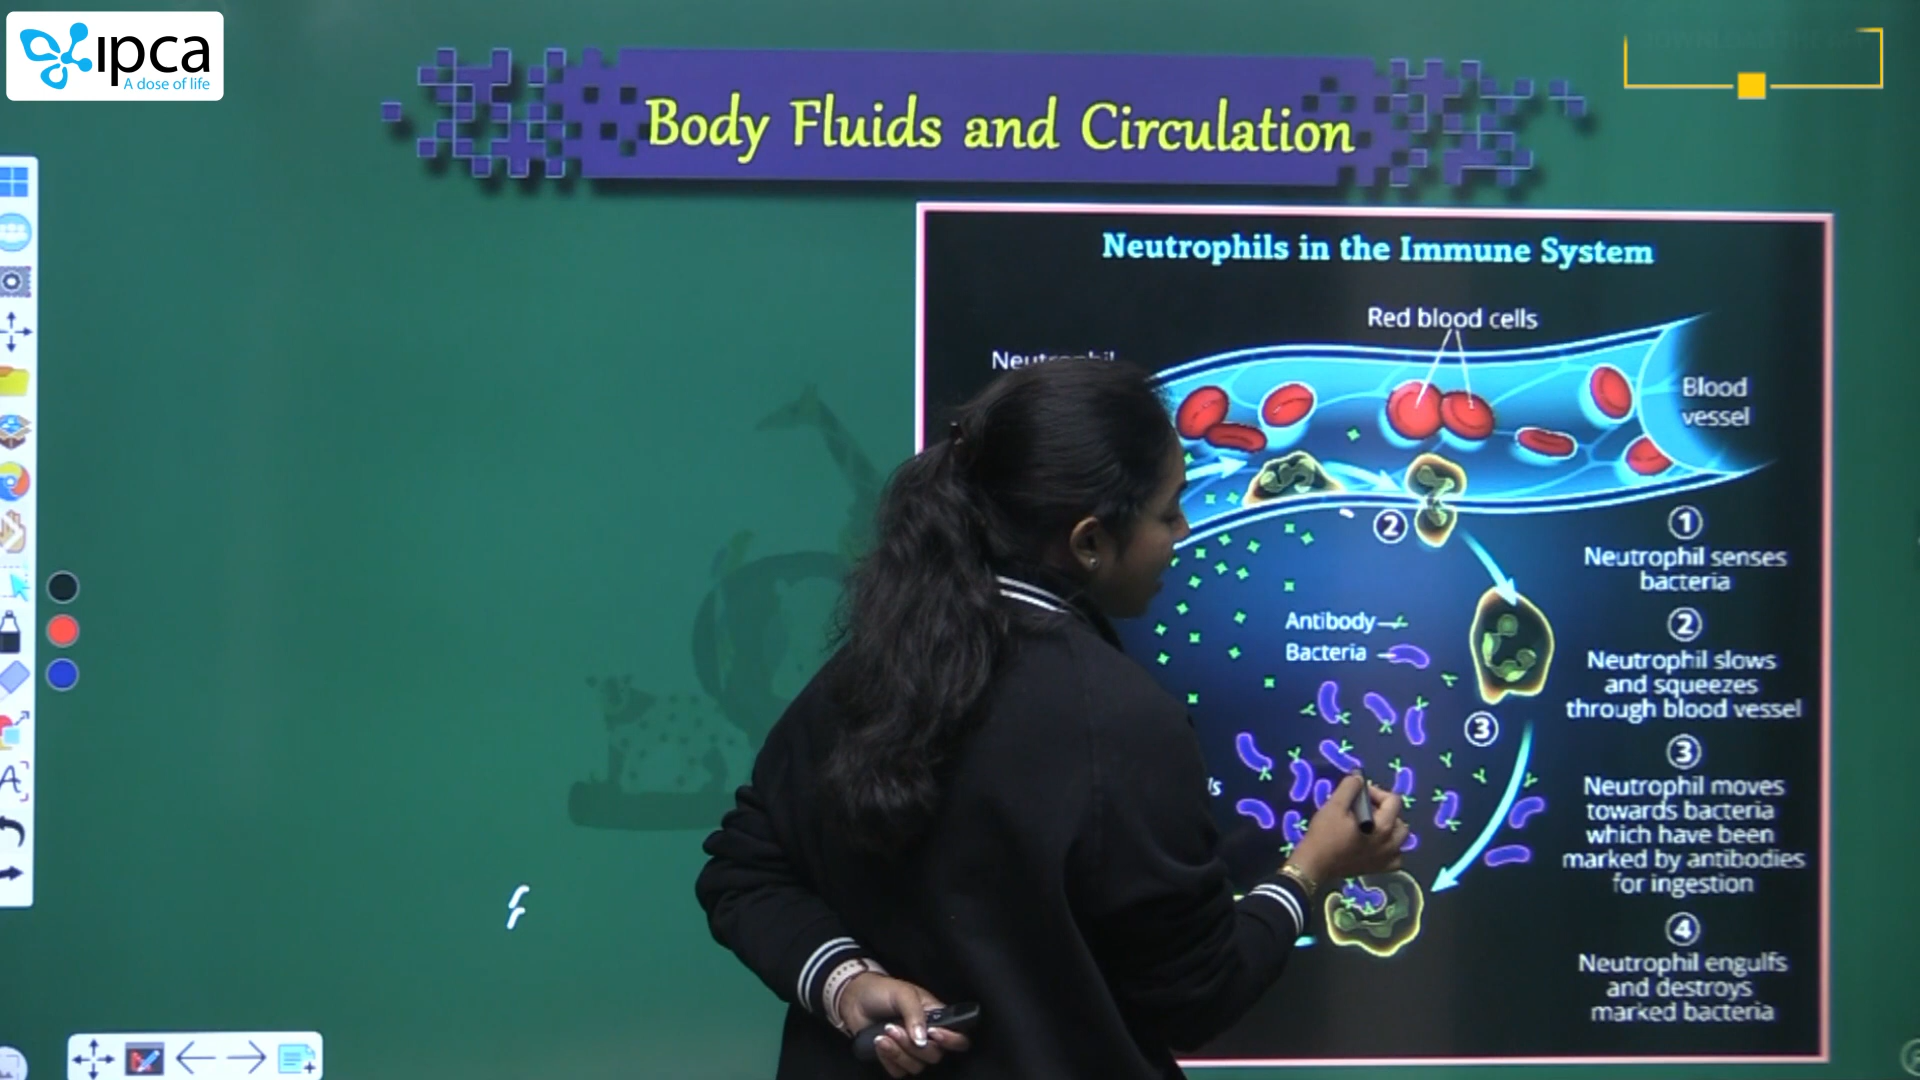 ipca
A dose of life
Body Fluids and Circulation
Neutrophils in the Immune System
Red blood cells
Neutrophil
Blood
vessel
2
Antibody
Bacteria
3
1
Neutrophil senses
bacteria
2
Neutrophil slows
and squeezes
through blood vessel
3
Neutrophil moves
towards bacteria
which have been
marked by antibodies
for ingestion
4
Neutrophil engulfs
and destroys
marked bacteria